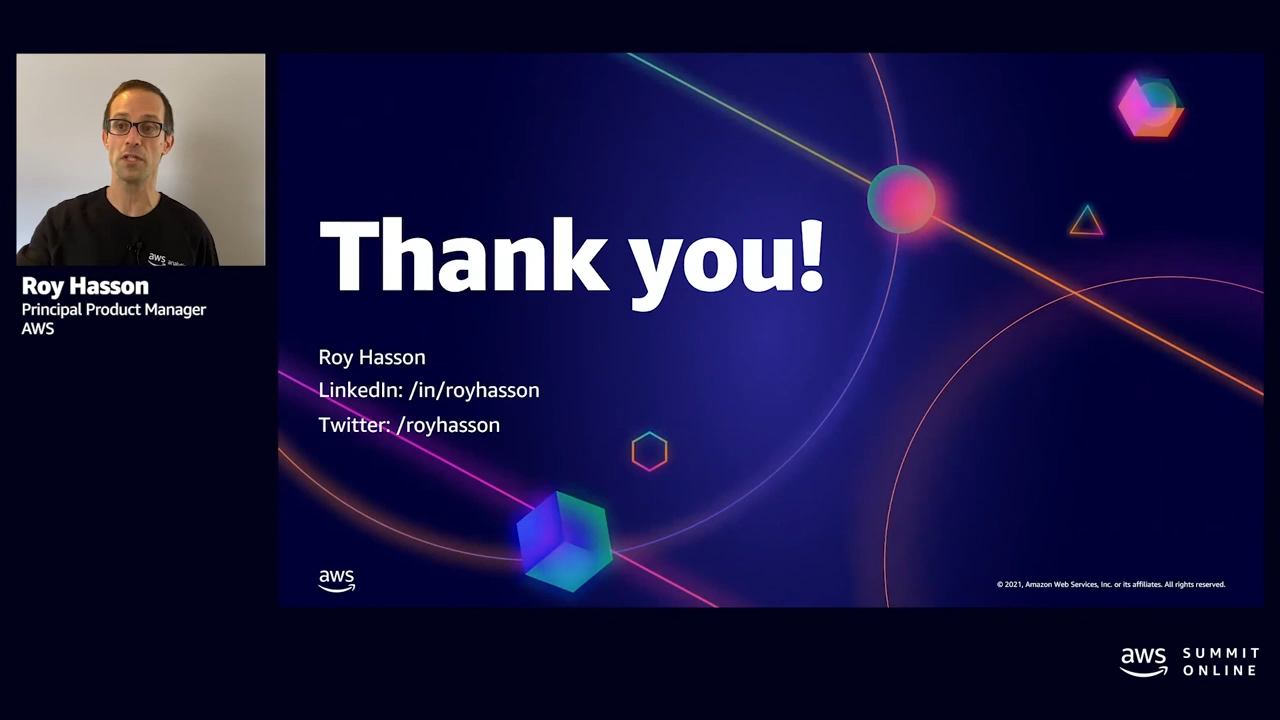 aws
Roy Hasson
Principal Product Manager
AWS
Thank you!
Roy Hasson
LinkedIn: /in/royhasson
Twitter: /royhasson
aws
© 2021, Amazon Web Services, Inc. or its affiliates. All rights reserved.
aws SUMMIT
ONLINE